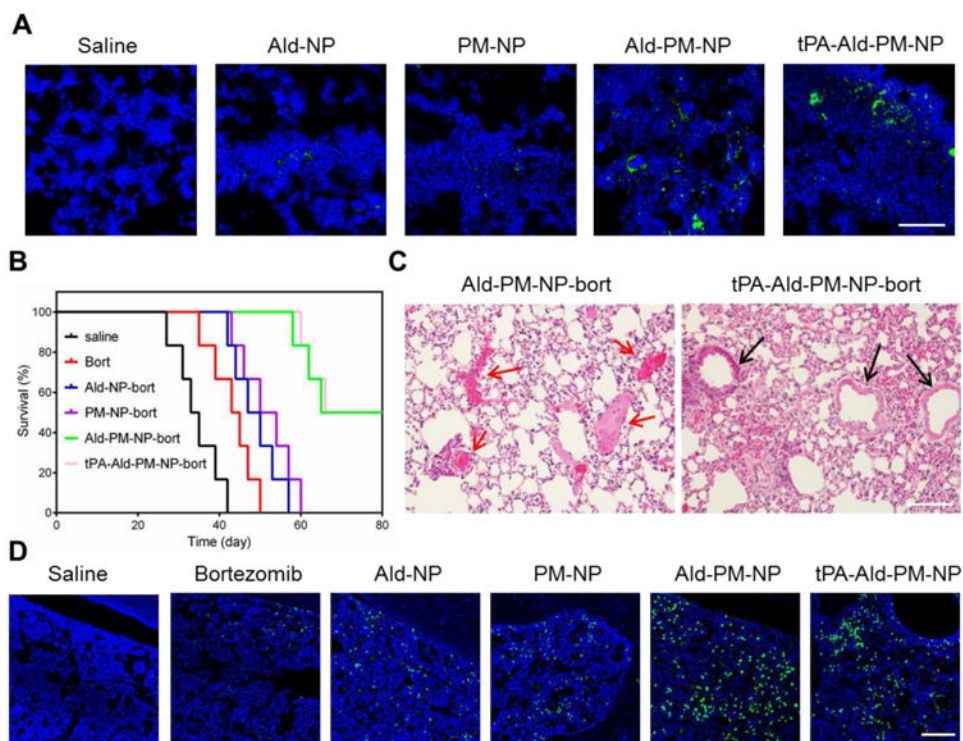 A
Saline
Ald-NP
PM-NP
Ald-PM-NP
tPA-Ald-PM-NP
B
Survival (%)
100
80
60
40
20
0
saline
Bort
Ald-NP-bort
PM-NP-bort
Ald-PM-NP-bort
tPA-Ald-PM-NP-bort
0 20 40 60 80
Time (day)
C
Ald-PM-NP-bort
tPA-Ald-PM-NP-bort
D
Saline
Bortezomib
Ald-NP
PM-NP
Ald-PM-NP
tPA-Ald-PM-NP